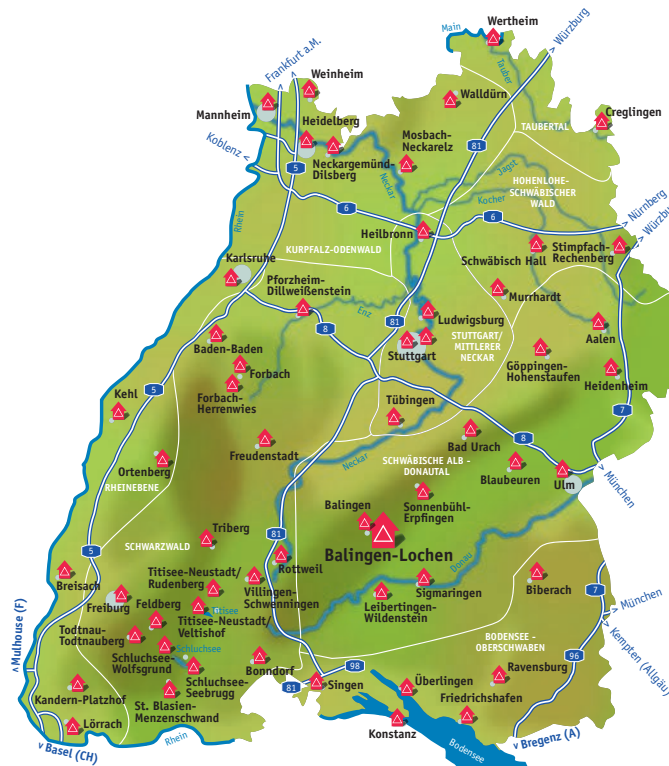 Main
Wertheim
> Würzburg
Frankfurt a.M. >
>
Tauber
Weinheim
Walldürn
Mannheim
Creglingen
Heidelberg
TAUBERTAL
Koblenz <
Mosbach-
Neckarelz
81
5
Neckargemünd-
Dilsberg
Jagst
Neckar
HOHENLOHE-
SCHWÄBISCHER
WALD
Kocher
> Nürnberg
> Würzburg
Rhein
6
6
Heilbronn
KURPFALZ-ODENWALD
Schwäbisch Hall
Stimpfach-
Rechenberg
Karlsruhe
Pforzheim-
Dillweißenstein
Murrhardt
Enz
Ludwigsburg
81
8
Baden-Baden
Stuttgart
STUTTGART/
MITTLERER
NECKAR
Aalen
Forbach
Göppingen-
Hohenstaufen
Heidenheim
Forbach-
Herrenwies
5
Kehl
Tübingen
7
Freudenstadt
Bad Urach
8
Neckar
SCHWÄBISCHE ALB -
DONAUTAL
Ortenberg
Blaubeuren
Ulm
> München
RHEINEBENE
Sonnenbühl-
Erpfingen
Balingen
Triberg
81
Balingen-Lochen
SCHWARZWALD
5
Rottweil
Donau
Titisee-Neustadt/
Rudenberg
Breisach
Villingen-
Schwenningen
Sigmaringen
Biberach
7
Leibertingen-
Wildenstein
Freiburg
Feldberg
Titisee
Titisee-Neustadt/
Veltishof
> München
> Kempten (Allgäu)
Todtnau-
Todtnauberg
Schluchsee
Schluchsee-
Wolfsgrund
BODENSEE -
OBERSCHWABEN
96
< Mulhouse (F)
Bonndorf
98
Ravensburg
Schluchsee-
Seebrugg
81
Singen
Überlingen
Kandern-Platzhof
St. Blasien-
Menzenschwand
Friedrichshafen
Lörrach
Konstanz
Rhein
Bodensee
v Basel (CH)
v Bregenz (A)